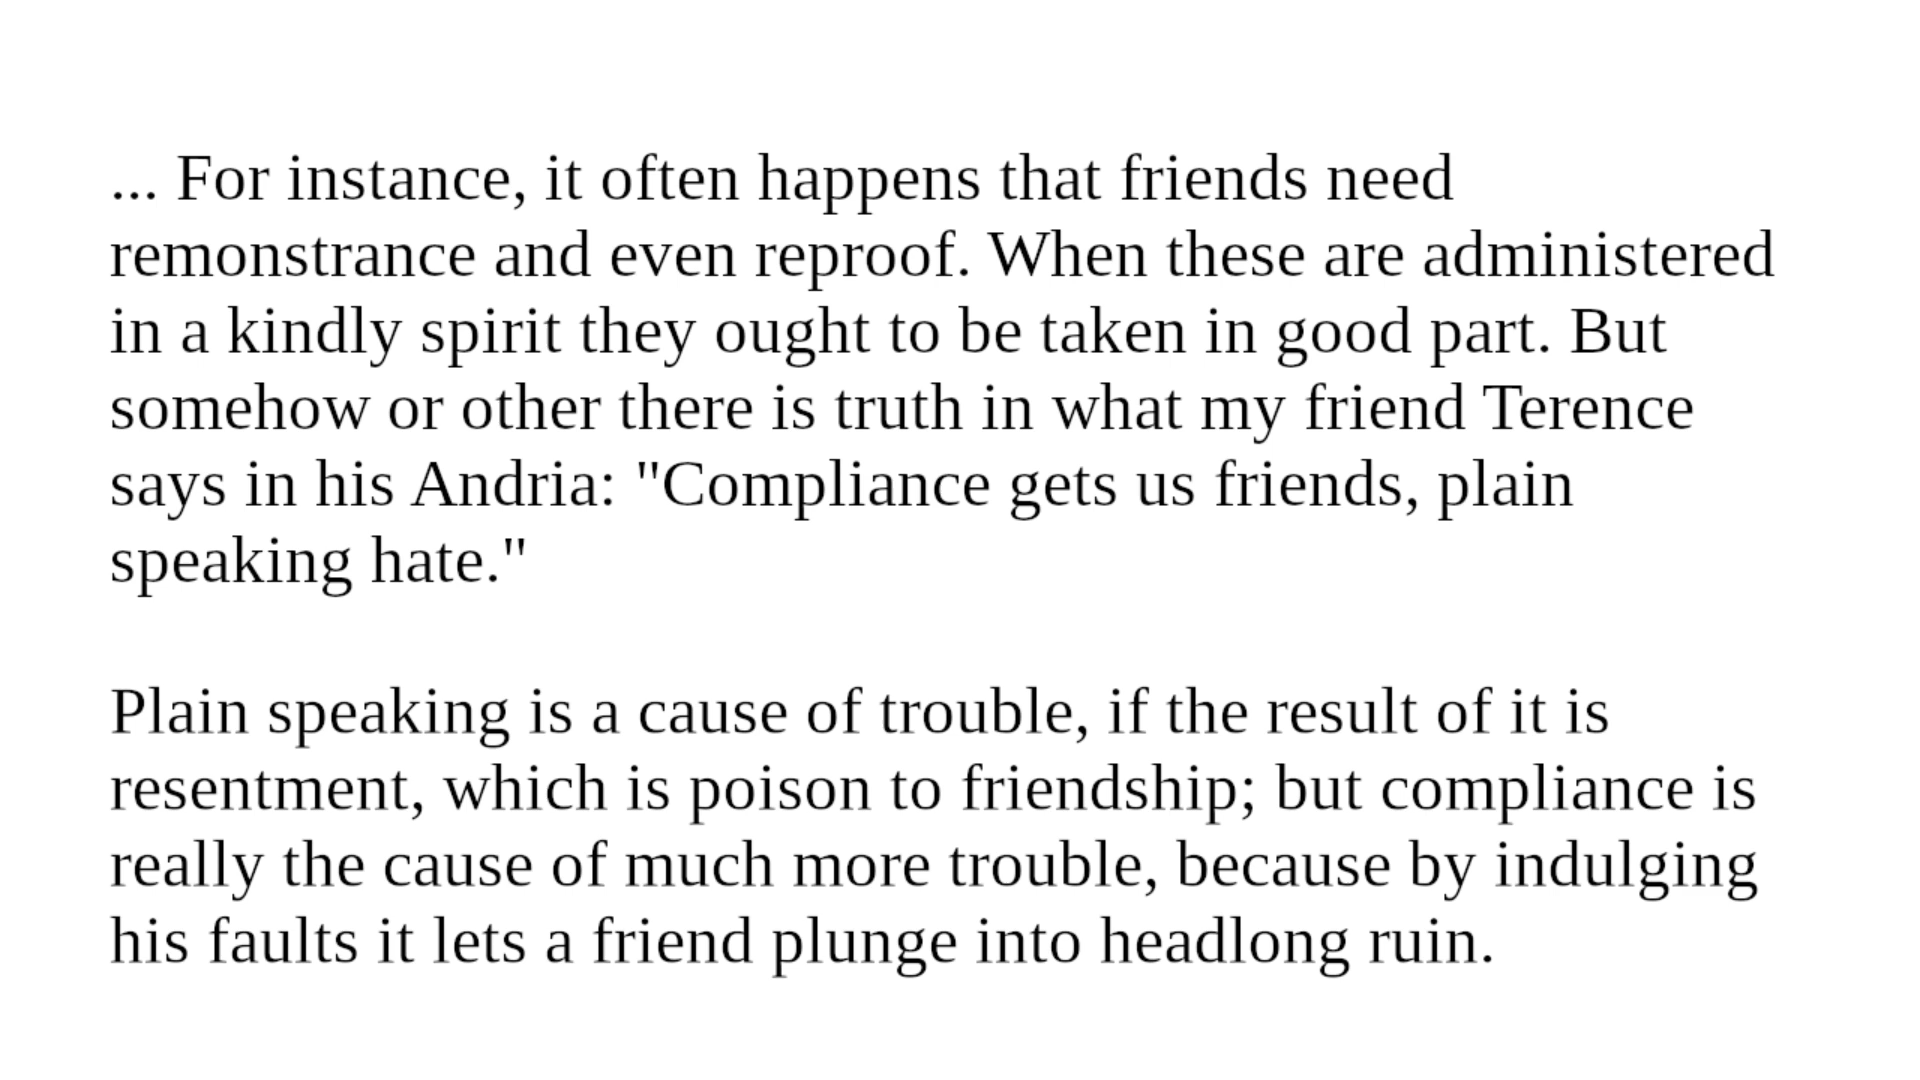 ... For instance, it often happens that friends need
remonstrance and even reproof. When these are administered
in a kindly spirit they ought to be taken in good part. But
somehow or other there is truth in what my friend Terence
says in his Andria: "Compliance gets us friends, plain
speaking hate."
Plain speaking is a cause of trouble, if the result of it is
resentment, which is poison to friendship; but compliance is
really the cause of much more trouble, because by indulging
his faults it lets a friend plunge into headlong ruin.